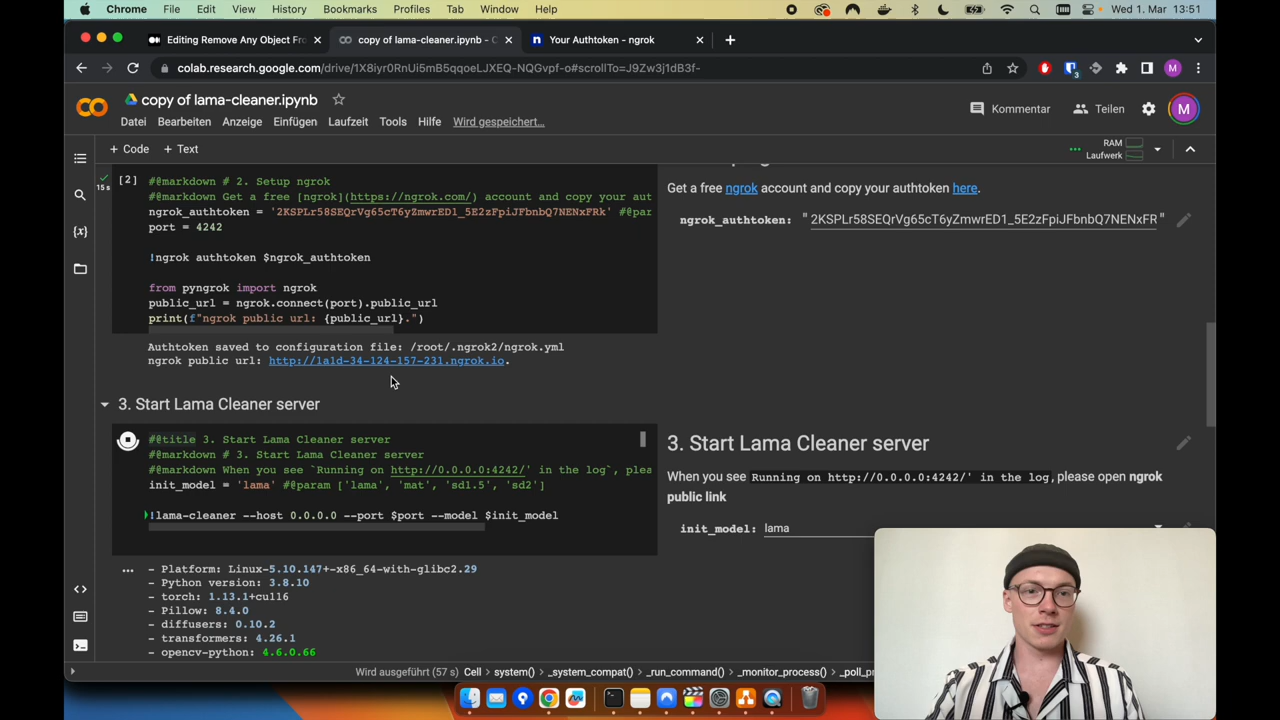 Chrome File Edit View History Bookmarks Profiles Tab Window Help Wed 1. Mar 13:51
Editing Remove Any Object Fro
copy of lama-cleaner.ipynb - C
Your Authtoken - ngrok
colab.research.google.com/drive/1X8iyr0RnUi5mB5qqoeLJXEQ-NQGvpf-o#scrollTo=J9Zw3j1dB3f-
3
M
copy of lama-cleaner.ipynb
Kommentar Teilen M
Datei Bearbeiten Anzeige Einfügen Laufzeit Tools Hilfe Wird gespeichert…
+ Code + Text
RAM
Laufwerk
[2]
15 s
#@markdown # 2. Setup ngrok
#@markdown Get a free [ngrok](https://ngrok.com/) account and copy your aut
ngrok_authtoken = '2KSPLr58SEQrVg65cT6yZmwrED1_5E2zFpiJFbnbQ7NENxFRk' #@par
port = 4242
!ngrok authtoken $ngrok_authtoken
from pyngrok import ngrok
public_url = ngrok.connect(port).public_url
print(f"ngrok public url: {public_url}.")
Get a free ngrok account and copy your authtoken here.
ngrok_authtoken: "2KSPLr58SEQrVg65cT6yZmwrED1_5E2zFpiJFbnbQ7NENxFR"
Authtoken saved to configuration file: /root/.ngrok2/ngrok.yml
ngrok public url: http://1a1d-34-124-157-231.ngrok.io.
3. Start Lama Cleaner server
#@title 3. Start Lama Cleaner server
#@markdown # 3. Start Lama Cleaner server
#@markdown When you see `Running on http://0.0.0.0:4242/' in the log`, plea
init_model = 'lama' #@param ['lama', 'mat', 'sd1.5', 'sd2']
!lama-cleaner --host 0.0.0.0 --port $port --model $init_model
3. Start Lama Cleaner server
When you see Running on http://0.0.0.0:4242/' in the log, please open ngrok
public link
init_model: lama
- Platform: Linux-5.10.147+-x86_64-with-glibc2.29
- Python version: 3.8.10
- torch: 1.13.1+cu116
- Pillow: 8.4.0
- diffusers: 0.10.2
- transformers: 4.26.1
- opencv-python: 4.6.0.66
Wird ausgeführt (57 s) Cell > system() > _system_compat() > _run_command() > _monitor_process() > _poll_pr